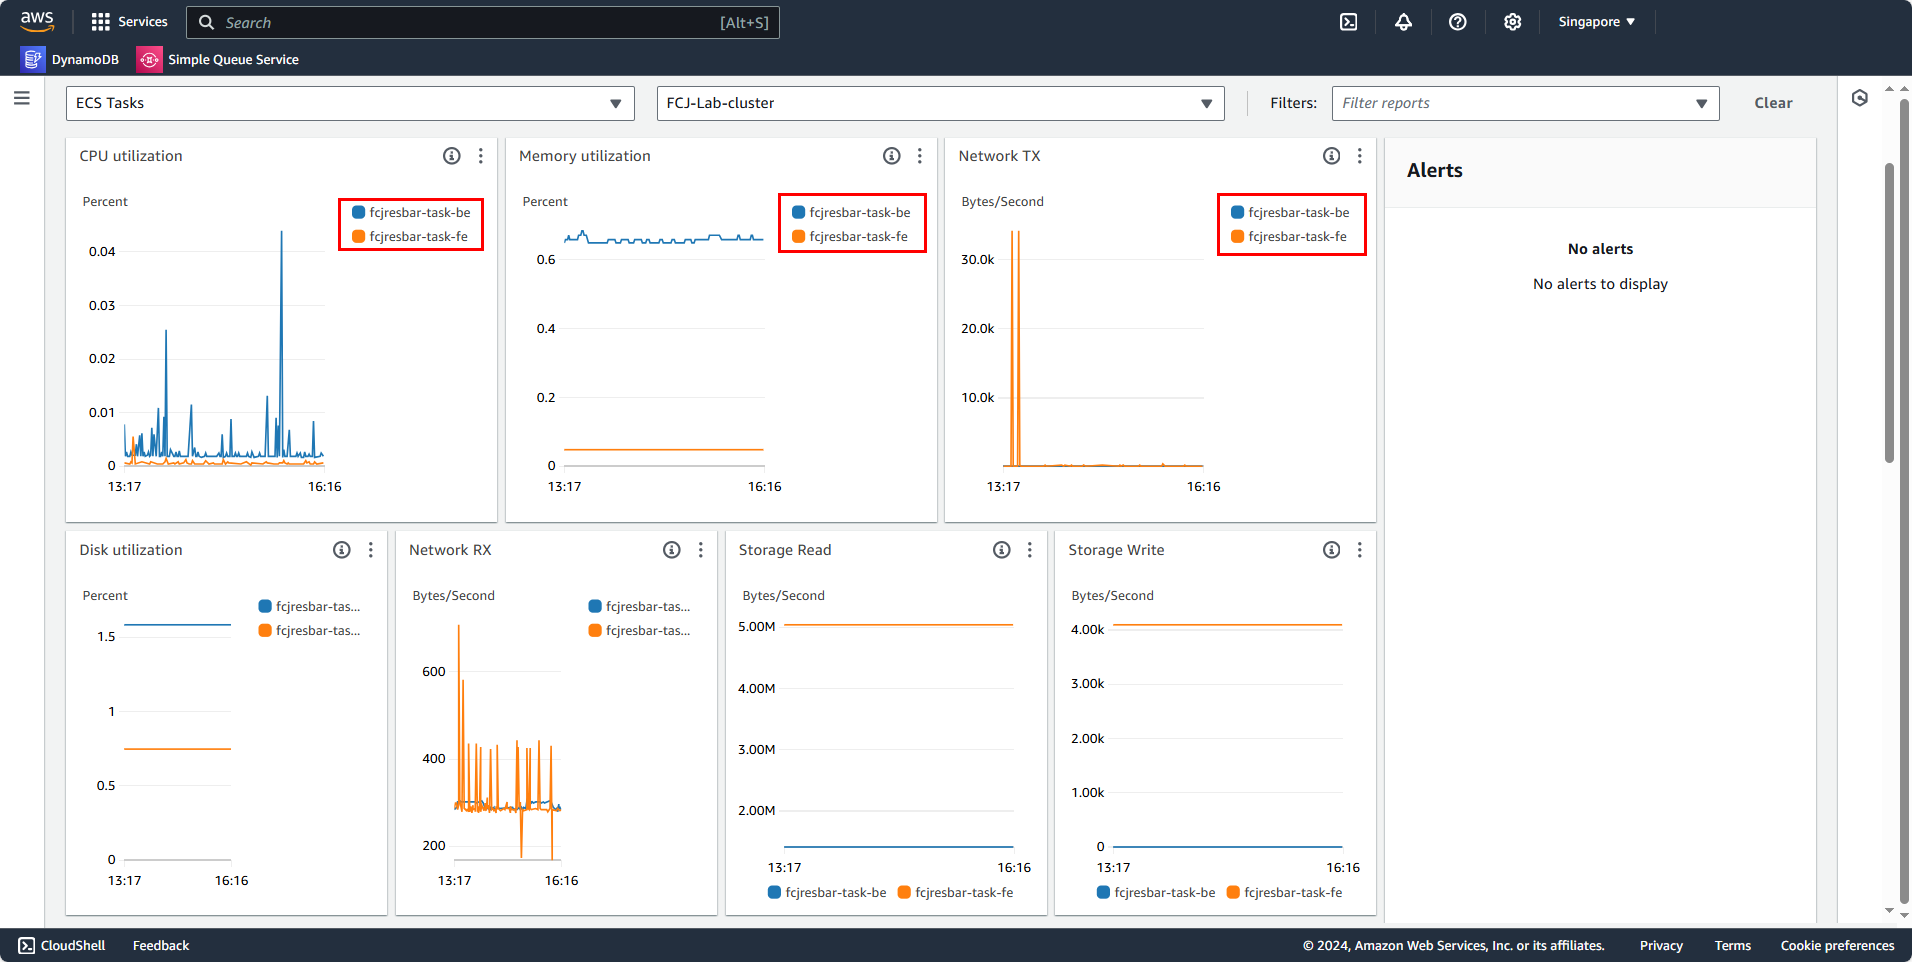 aws Services Search [Alt+S] Singapore
DynamoDB Simple Queue Service
ECS Tasks FCJ-Lab-cluster Filters: Filter reports Clear
CPU utilization
Percent
fcjresbar-task-be
fcjresbar-task-fe
0.04
0.03
0.02
0.01
0
13:17 16:16
Memory utilization
Percent
fcjresbar-task-be
fcjresbar-task-fe
0.6
0.4
0.2
0
13:17 16:16
Network TX
Bytes/Second
fcjresbar-task-be
fcjresbar-task-fe
30.0k
20.0k
10.0k
13:17 16:16
Alerts
No alerts
No alerts to display
Disk utilization
Percent
fcjresbar-tas...
fcjresbar-tas...
1.5
1
0.5
0
13:17 16:16
Network RX
Bytes/Second
fcjresbar-tas...
fcjresbar-tas...
600
400
200
13:17 16:16
Storage Read
Bytes/Second
5.00M
4.00M
3.00M
2.00M
13:17 16:16
fcjresbar-task-be fcjresbar-task-fe
Storage Write
Bytes/Second
4.00k
3.00k
2.00k
1.00k
0
13:17 16:16
fcjresbar-task-be fcjresbar-task-fe
CloudShell Feedback © 2024, Amazon Web Services, Inc. or its affiliates. Privacy Terms Cookie preferences